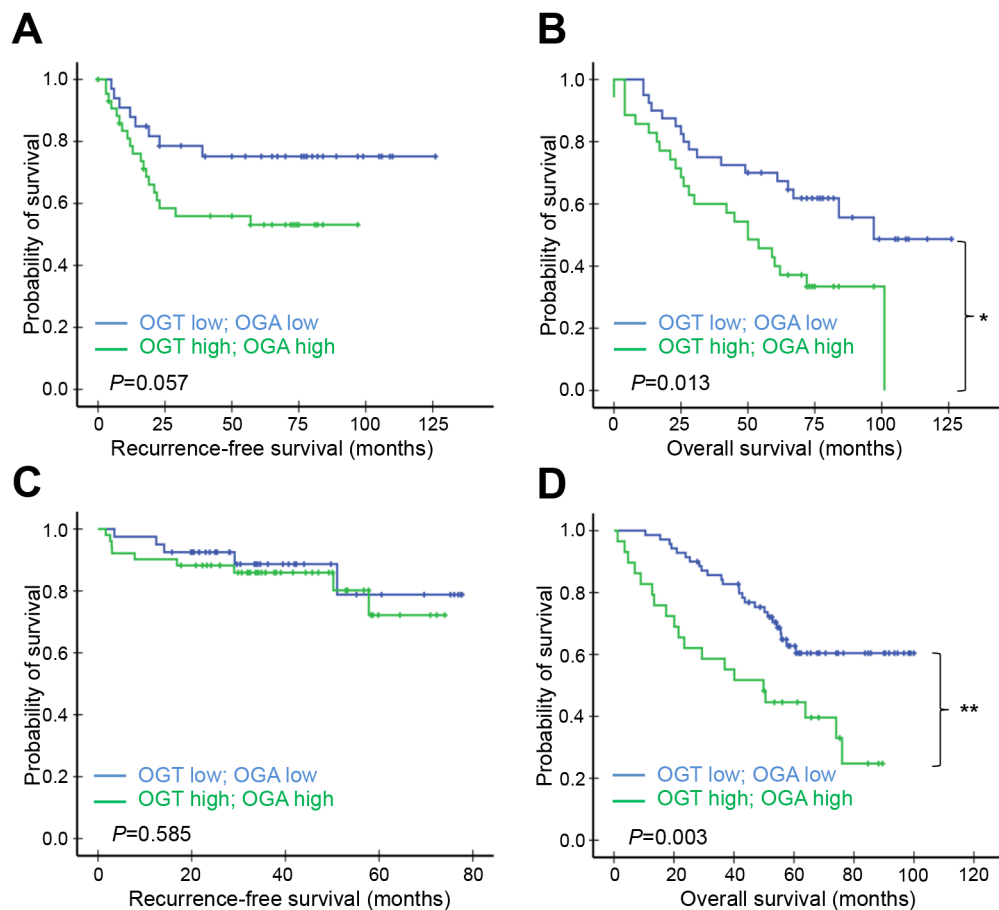 A
Probability of survival
1.0
0.8
0.6
0.4
0.2
0.0
OGT low; OGA low
OGT high; OGA high
P=0.057
0 25 50 75 100 125
Recurrence-free survival (months)
B
Probability of survival
1.0
0.8
0.6
0.4
0.2
0.0
OGT low; OGA low
OGT high; OGA high
P=0.013
*
0 25 50 75 100 125
Overall survival (months)
C
Probability of survival
1.0
0.8
0.6
0.4
0.2
0.0
OGT low; OGA low
OGT high; OGA high
P=0.585
0 20 40 60 80
Recurrence-free survival (months)
D
Probability of survival
1.0
0.8
0.6
0.4
0.2
0.0
OGT low; OGA low
OGT high; OGA high
P=0.003
**
0 20 40 60 80 100 120
Overall survival (months)